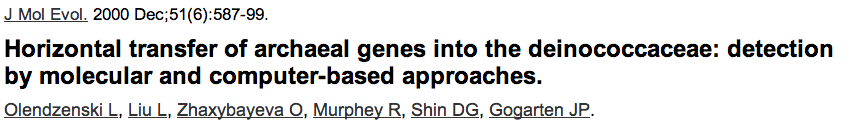 J Mol Evol. 2000 Dec;51(6):587-99.
Horizontal transfer of archaeal genes into the deinococcaceae: detection
by molecular and computer-based approaches.
Olendzenski L, Liu L, Zhaxybayeva O, Murphey R, Shin DG, Gogarten JP.